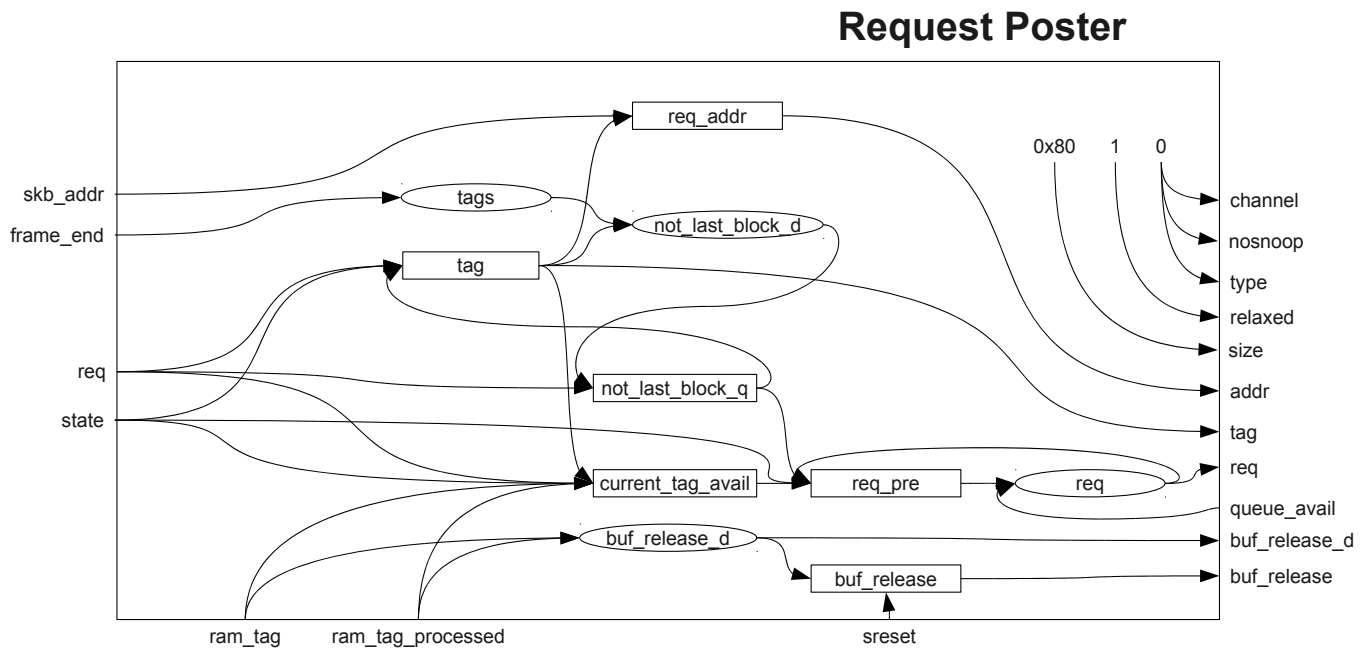 Request Poster
req_addr
0x80 1 0
skb_addr
tags
channel
frame_end
not_last_block_d
nosnoop
tag
type
relaxed
size
req
not_last_block_q
addr
state
tag
req
current_tag_avail
req_pre
req
queue_avail
buf_release_d
buf_release_d
buf_release
buf_release
ram_tag
ram_tag_processed
sreset